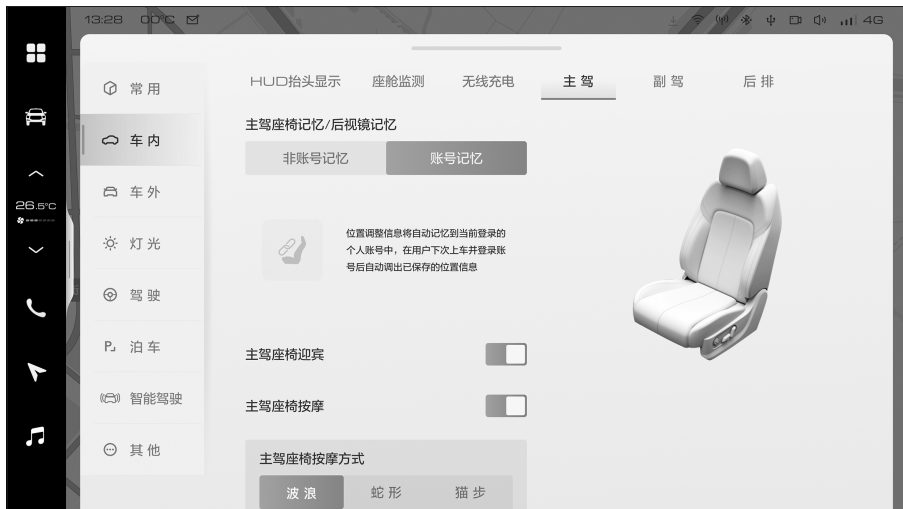 13:28 00°C
4G
26.5°C
常用
车内
车外
灯光
驾驶
P 泊车
智能驾驶
其他
HUD抬头显示 座舱监测 无线充电 主驾 副驾 后排
主驾座椅记忆/后视镜记忆
非账号记忆 账号记忆
位置调整信息将自动记忆到当前登录的
个人账号中，在用户下次上车并登录账
号后自动调出已保存的位置信息
主驾座椅迎宾
主驾座椅按摩
主驾座椅按摩方式
波浪 蛇形 猫步